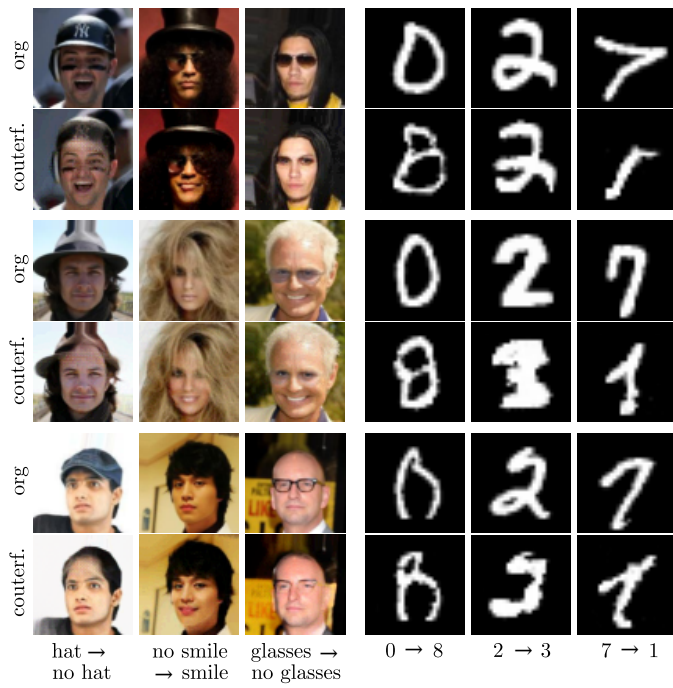 org
couterf.
org
couterf.
org
couterf.
hat →
no hat
no smile
→ smile
glasses →
no glasses
0 → 8
2 → 3
7 → 1